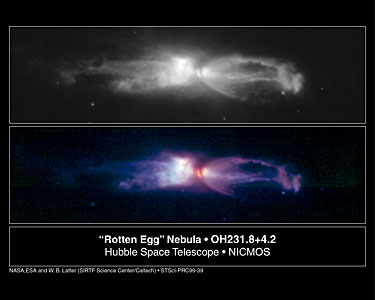 “Rotten Egg” Nebula • OH231.8+4.2
Hubble Space Telescope • NICMOS
NASA, ESA and W. B. Latter (SIRTF Science Center/Caltech) • STScI-PRC99-39